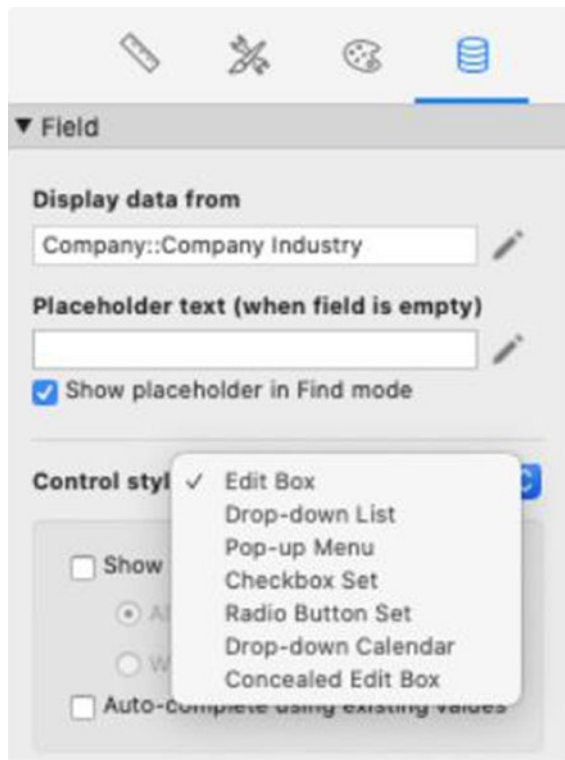 Field
Display data from
Company::Company Industry
Placeholder text (when field is empty)
Show placeholder in Find mode
Control styl
✓ Edit Box
Drop-down List
Pop-up Menu
Checkbox Set
Radio Button Set
Drop-down Calendar
Concealed Edit Box
Show
Auto-complete using existing values